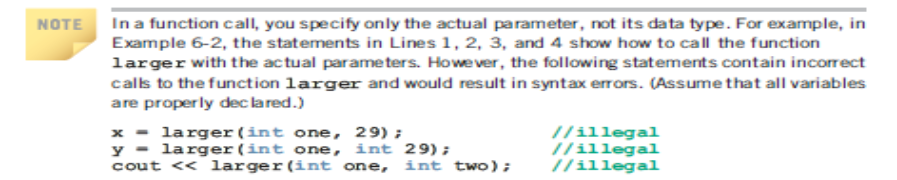 NOTE
In a function call, you specify only the actual parameter, not its data type. For example, in
Example 6-2, the statements in Lines 1, 2, 3, and 4 show how to call the function
larger with the actual parameters. However, the following statements contain incorrect
calls to the function larger and would result in syntax errors. (Assume that all variables
are properly declared.)
x = larger(int one, 29); //illegal
y = larger(int one, int 29); //illegal
cout << larger(int one, int two); //illegal